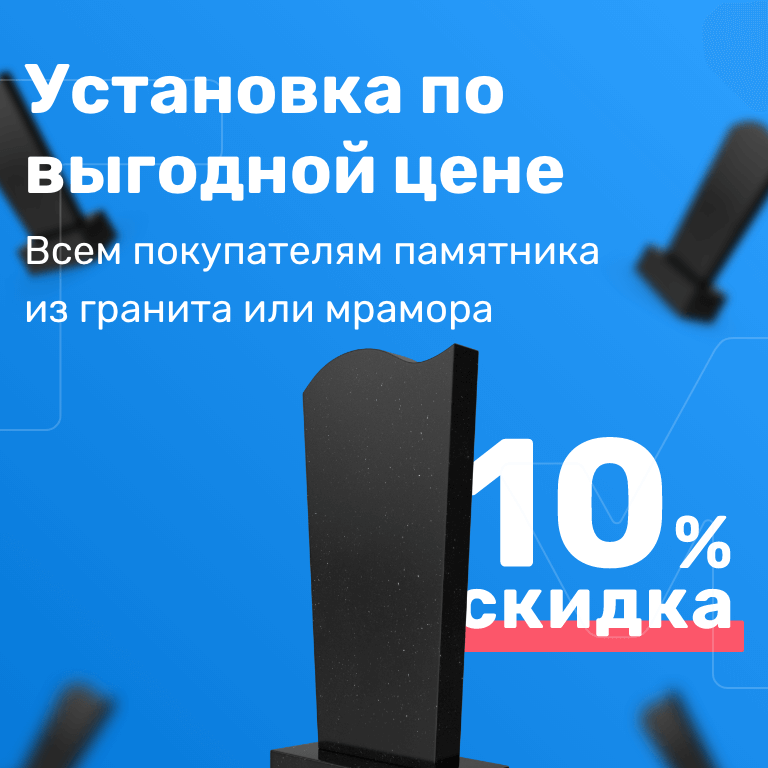 Установка по
выгодной цене
Всем покупателям памятника
из гранита или мрамора
10%
скидка